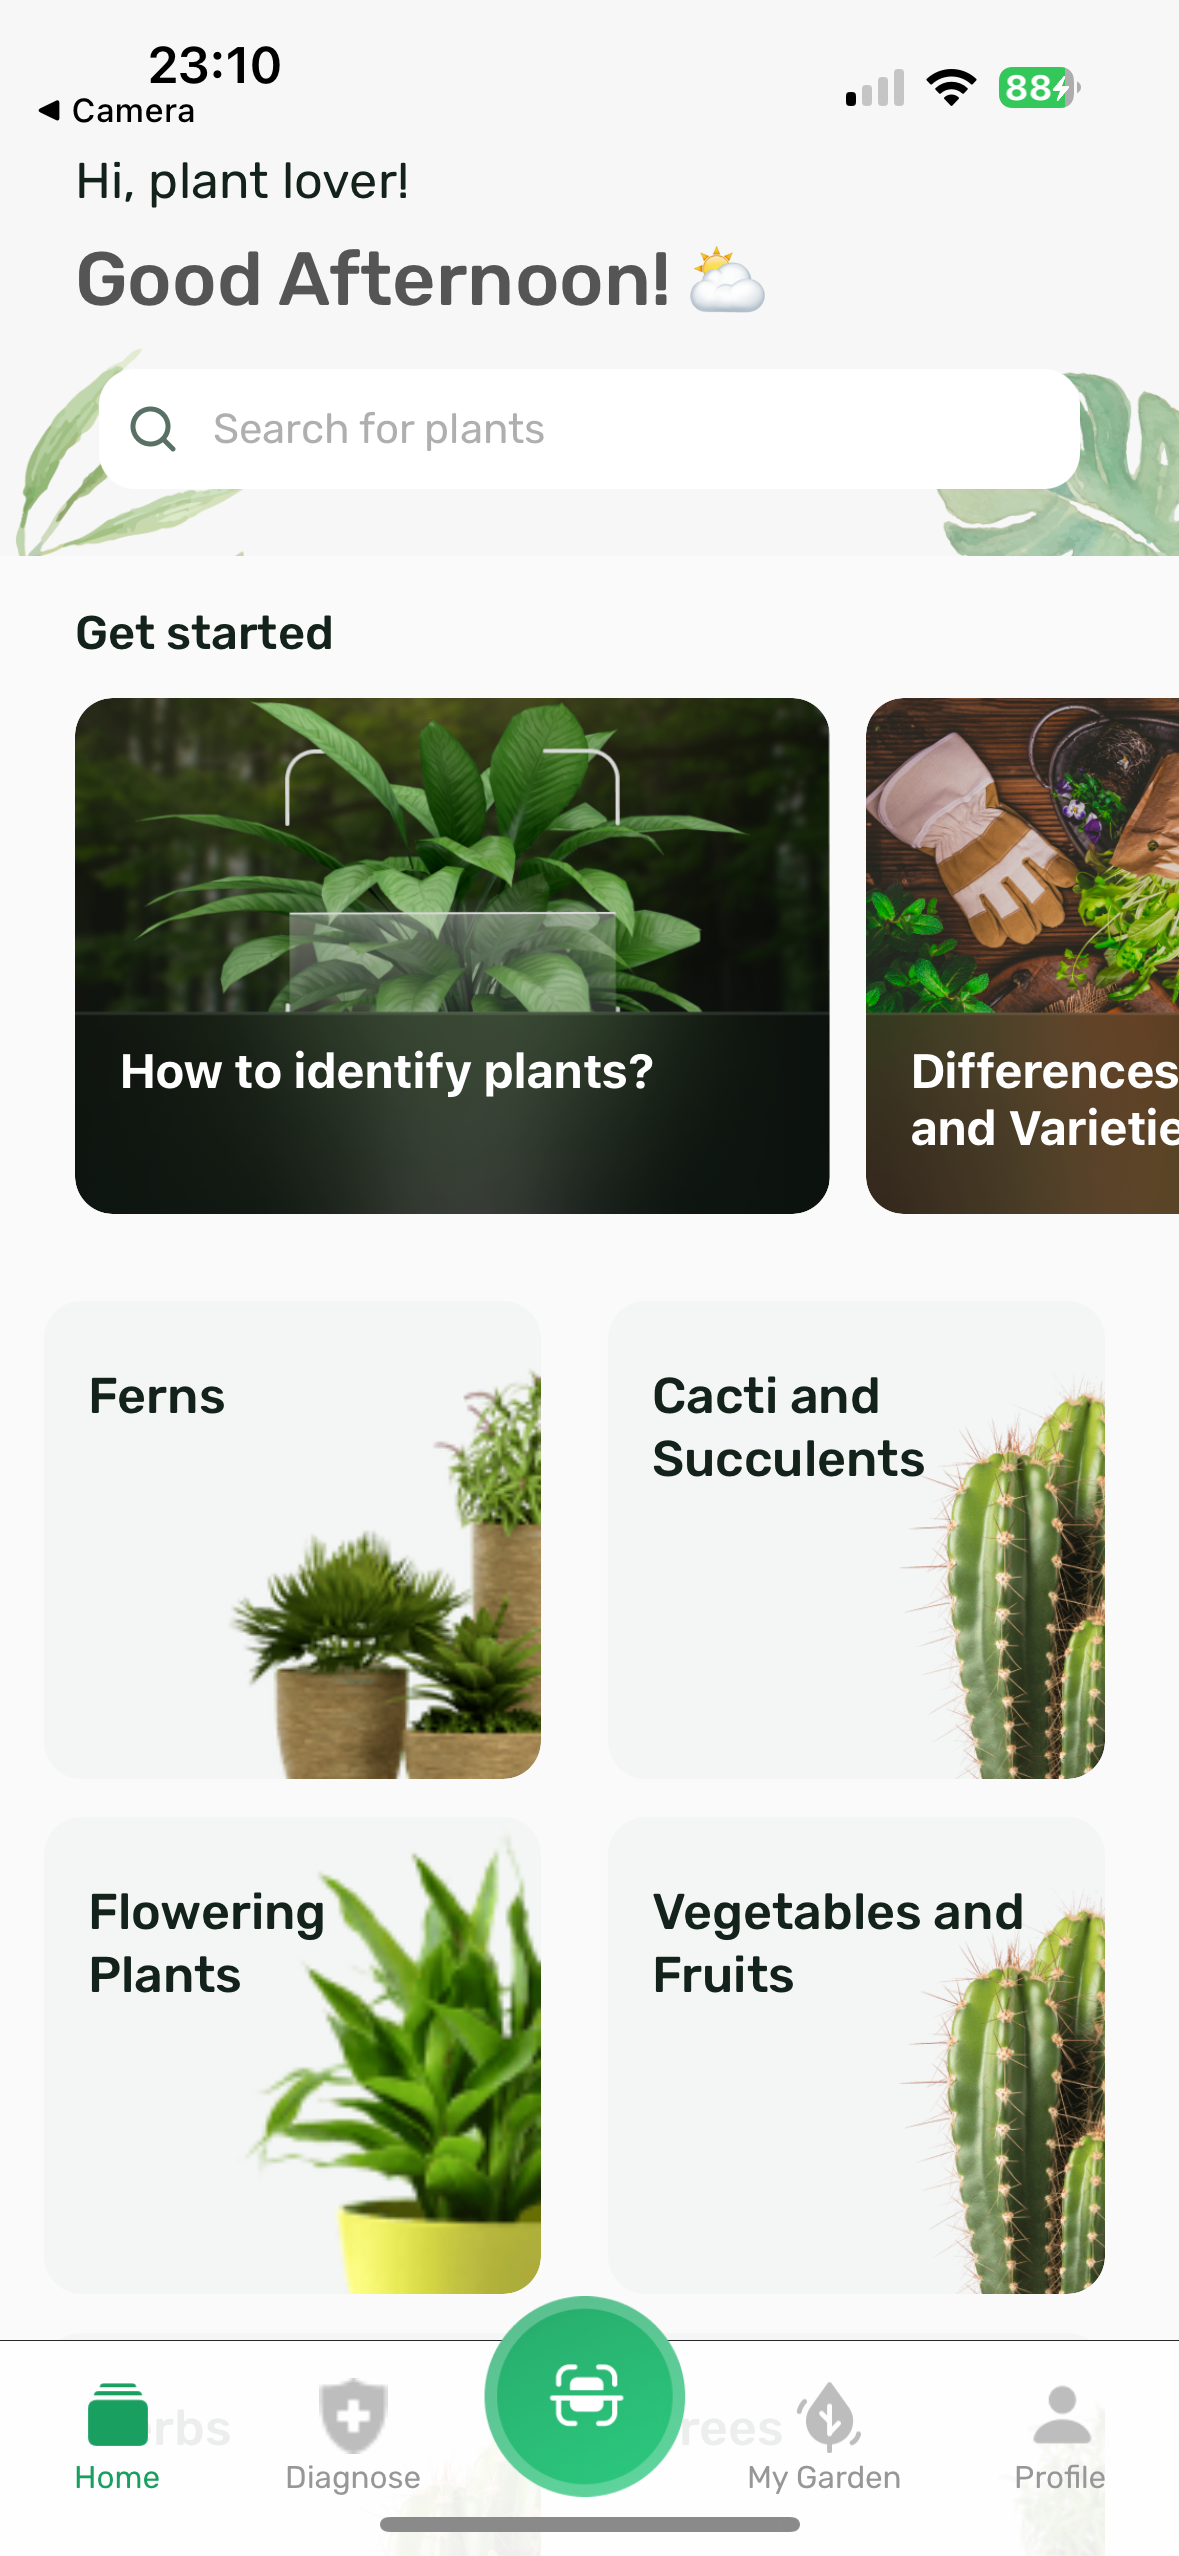 23:10
◀ Camera
88
Hi, plant lover!
Good Afternoon! 🌤️
Search for plants
Get started
How to identify plants?
Differences
and Varietie
Ferns
Cacti and
Succulents
Flowering
Plants
Vegetables and
Fruits
rbs
rees
Home
Diagnose
My Garden
Profile